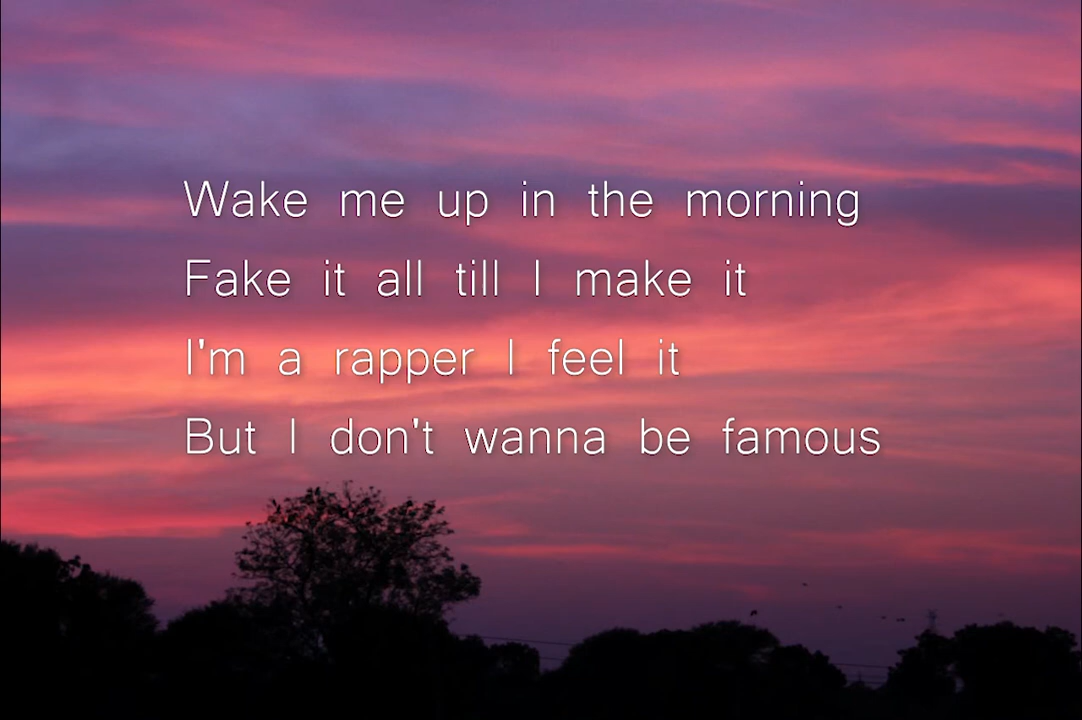 Wake me up in the morning
Fake it all till I make it
I'm a rapper I feel it
But I don't wanna be famous